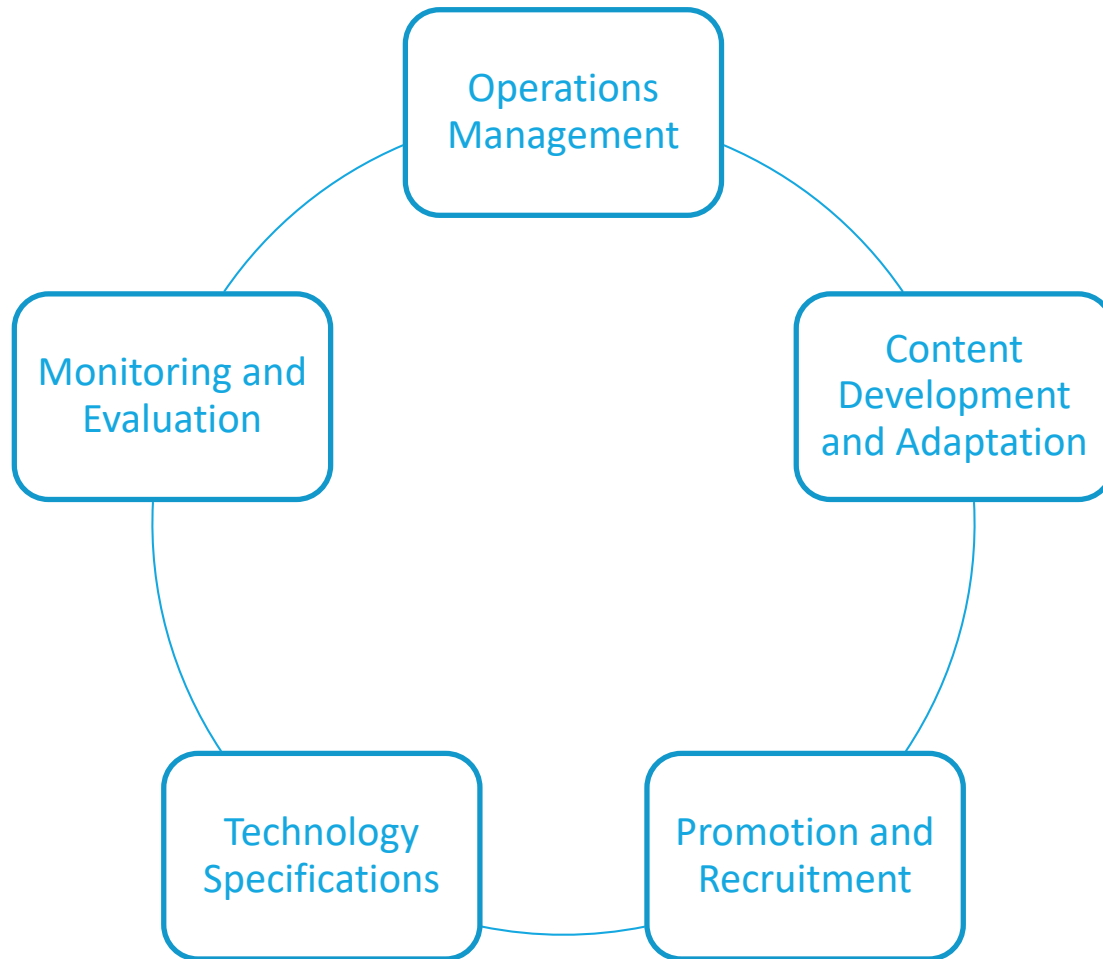 Operations
Management
Content
Development
and Adaptation
Promotion and
Recruitment
Technology
Specifications
Monitoring and
Evaluation